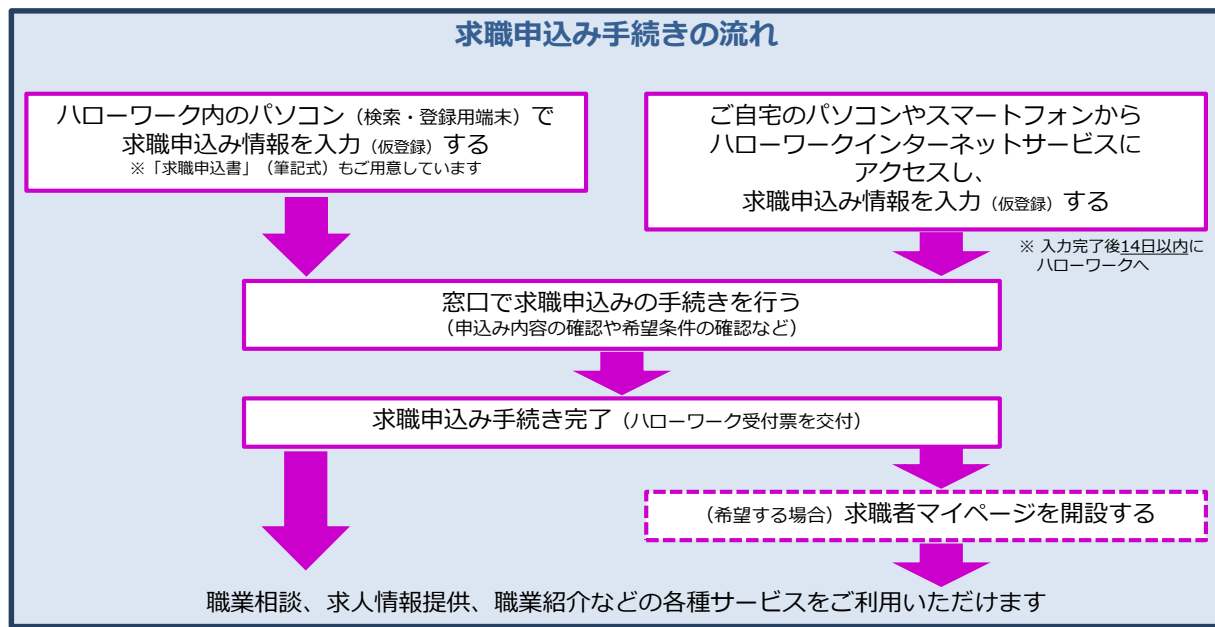 求職申込み手続きの流れ
ハローワーク内のパソコン（検索・登録用端末）で
求職申込み情報を入力（仮登録）する
※「求職申込書」（筆記式）もご用意しています
ご自宅のパソコンやスマートフォンから
ハローワークインターネットサービスに
アクセスし、
求職申込み情報を入力（仮登録）する
※ 入力完了後14日以内に
ハローワークへ
窓口で求職申込みの手続きを行う
（申込み内容の確認や希望条件の確認など）
求職申込み手続き完了（ハローワーク受付票を交付）
（希望する場合）求職者マイページを開設する
職業相談、求人情報提供、職業紹介などの各種サービスをご利用いただけます